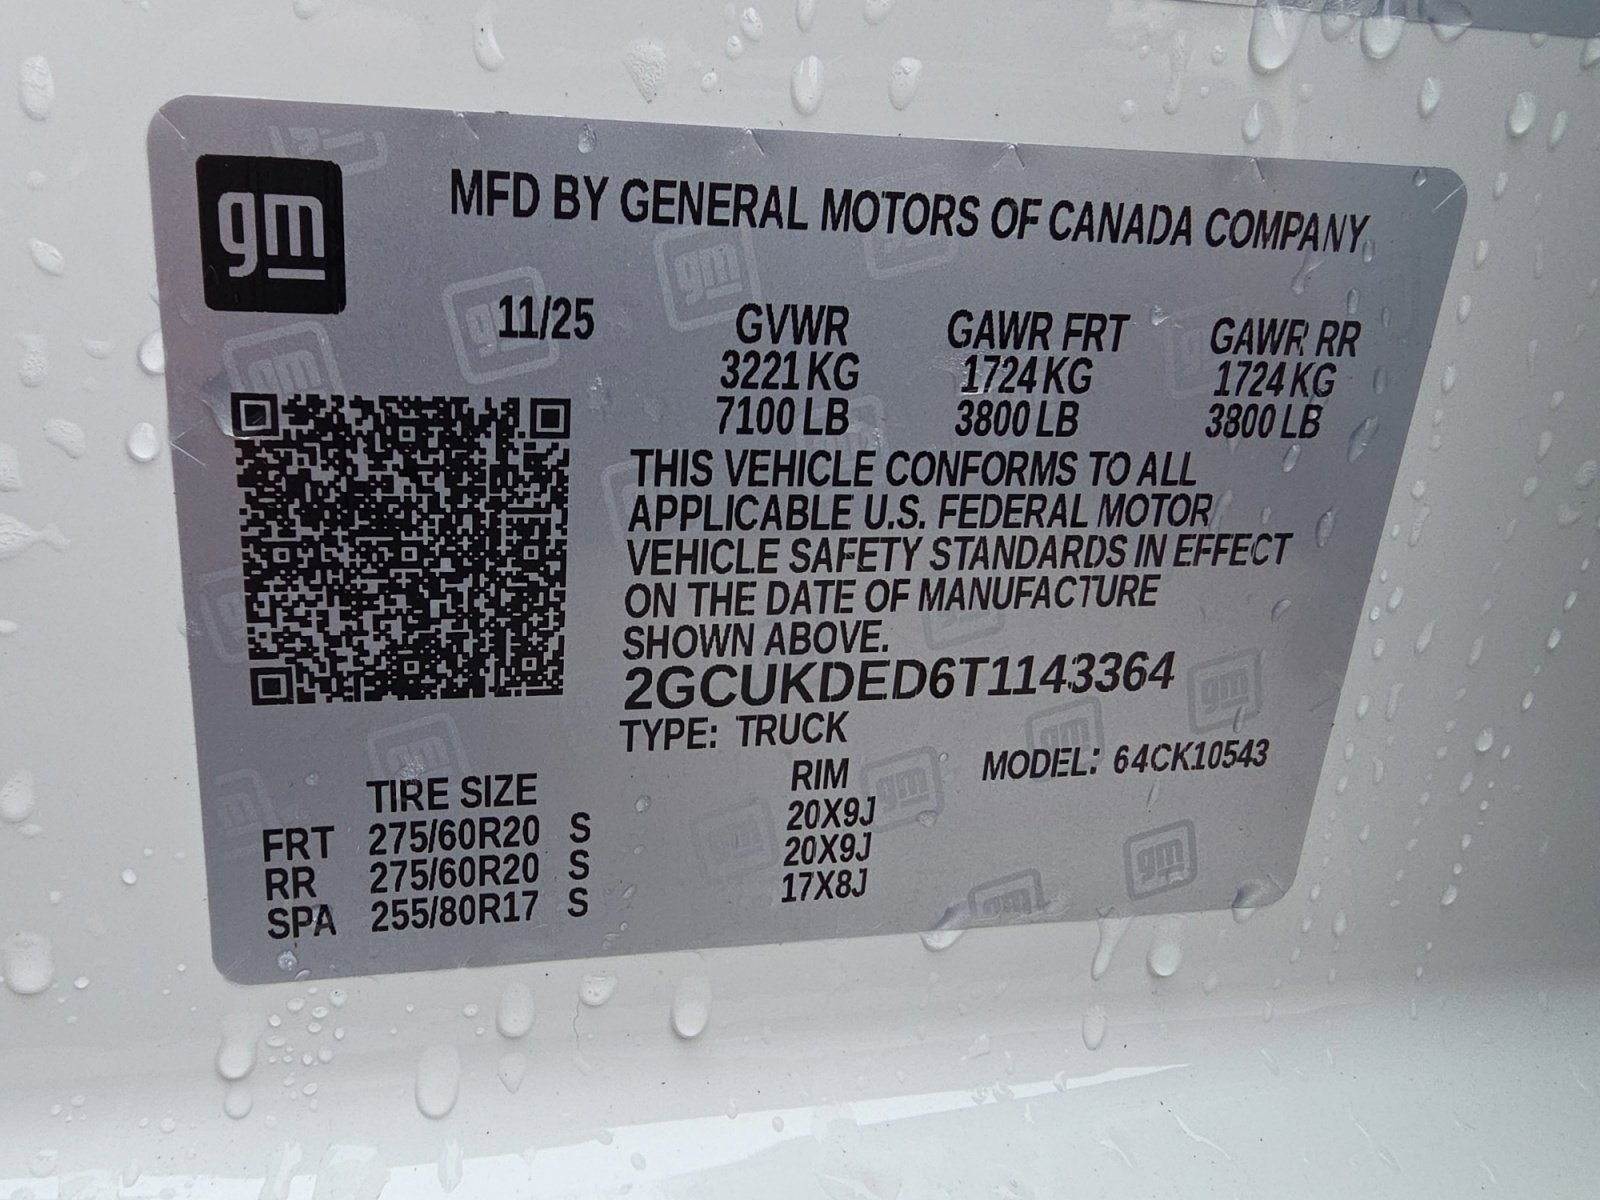 gm
MFD BY GENERAL MOTORS OF CANADA COMPANY
11/25 GVWR GAWR FRT GAWR RR
3221 KG 1724 KG 1724 KG
7100 LB 3800 LB 3800 LB
THIS VEHICLE CONFORMS TO ALL
APPLICABLE U.S. FEDERAL MOTOR
VEHICLE SAFETY STANDARDS IN EFFECT
ON THE DATE OF MANUFACTURE
SHOWN ABOVE.
2GCUKDED6T1143364
TYPE: TRUCK
MODEL: 64CK10543
TIRE SIZE RIM
FRT 275/60R20 S 20X9J
RR 275/60R20 S 20X9J
SPA 255/80R17 S 17X8J